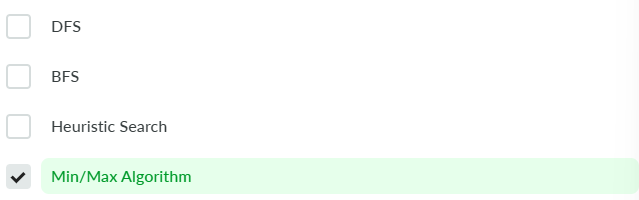 DFS
BFS
Heuristic Search
Min/Max Algorithm